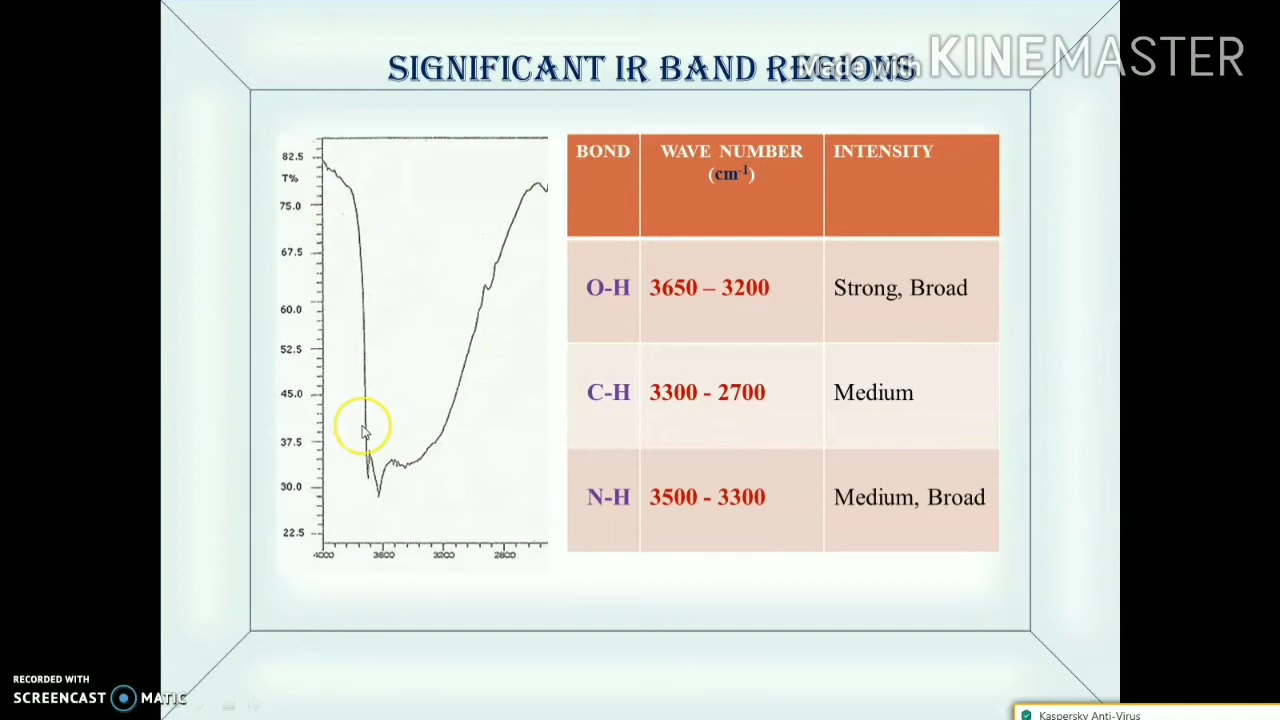 SIGNIFICANT IR BAND REGIONS
Made with KINEMASTER
82.5
T%
75.0
67.5
60.0
52.5
45.0
37.5
30.0
22.5
4000 3600 3200 2800
BOND WAVE NUMBER (cm-1) INTENSITY
O-H 3650 – 3200 Strong, Broad
C-H 3300 - 2700 Medium
N-H 3500 - 3300 Medium, Broad
RECORDED WITH
SCREENCAST MATIC
Kaspersky Anti-Virus